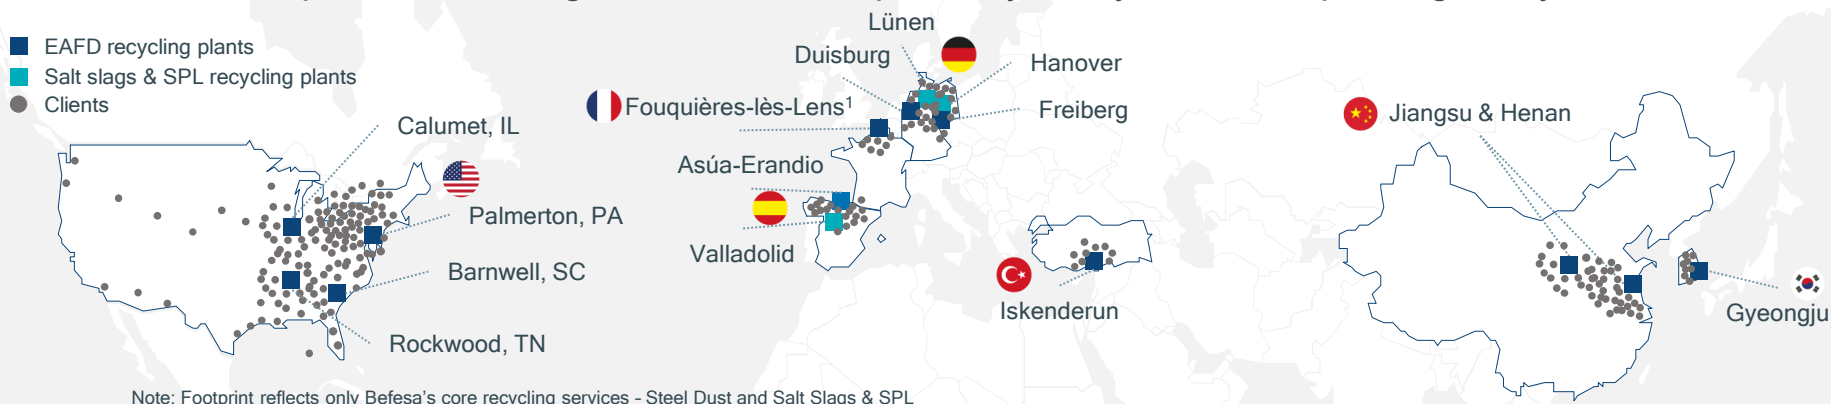 EAFD recycling plants
Salt slags & SPL recycling plants
Clients
Calumet, IL
Palmerton, PA
Barnwell, SC
Rockwood, TN
Lünen
Duisburg
Hanover
Fouquières-lès-Lens¹
Freiberg
Asúa-Erandio
Valladolid
Iskenderun
Jiangsu & Henan
Gyeongju
Note: Footprint reflects only Befesa's core recycling services - Steel Dust and Salt Slags & SPL